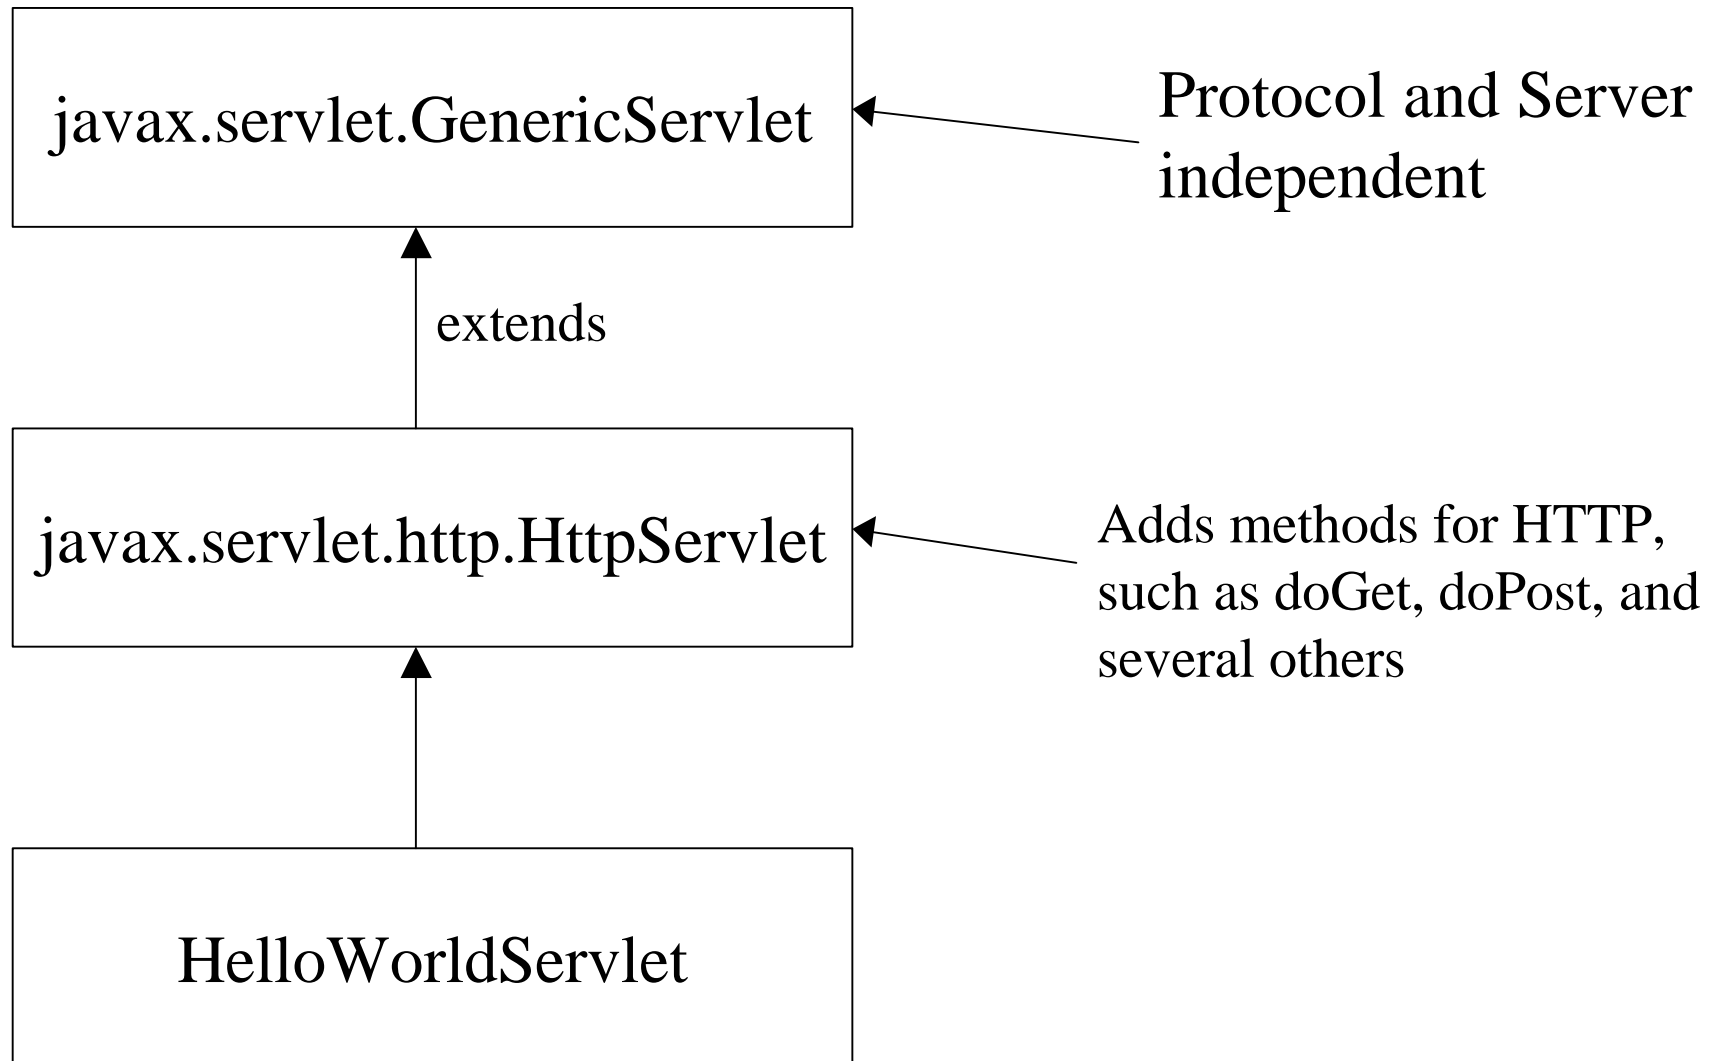 javax.servlet.GenericServlet
Protocol and Server
independent
extends
javax.servlet.http.HttpServlet
Adds methods for HTTP,
such as doGet, doPost, and
several others
HelloWorldServlet